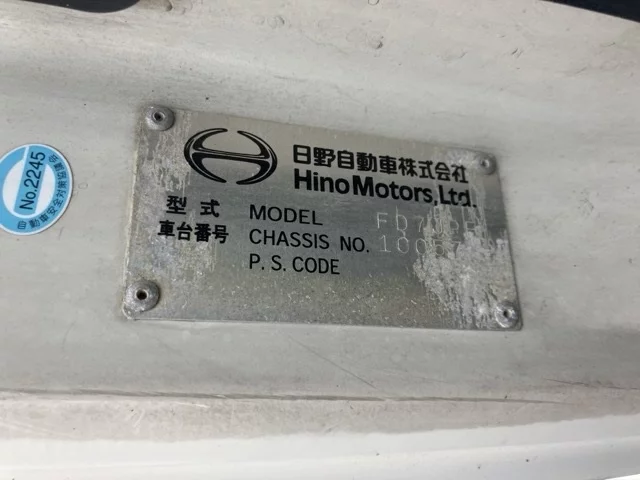 日野自動車株式会社
Hino Motors, Ltd.
型式 MODEL
車台番号 CHASSIS NO.
P. S. CODE
No.2245